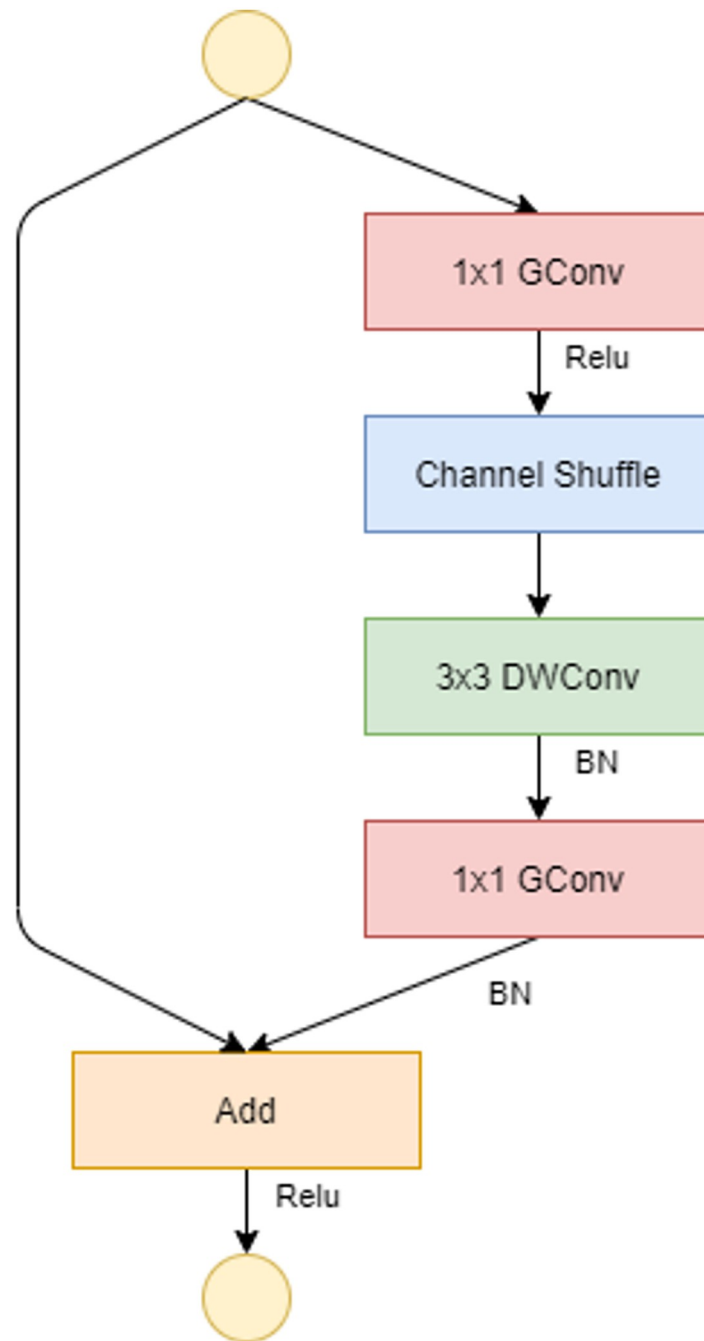 1x1 GConv
Relu
Channel Shuffle
3x3 DWConv
BN
1x1 GConv
BN
Add
Relu